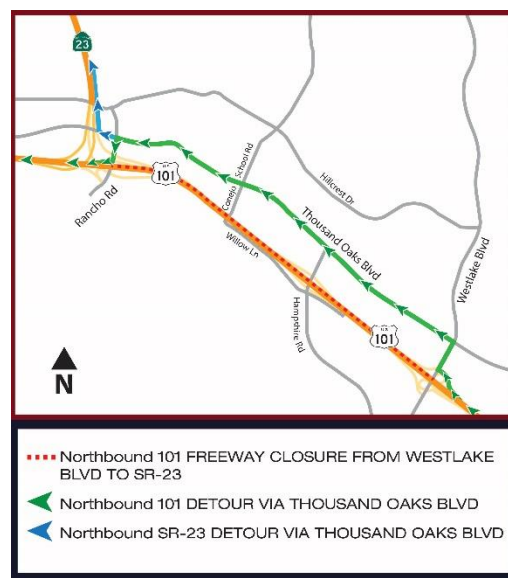 23
Rancho Rd
US
101
Conejo School Rd
Hillcrest Dr
Willow Ln
Thousand Oaks Blvd
Westlake Blvd
Hampshire Rd
US
101
N
Northbound 101 FREEWAY CLOSURE FROM WESTLAKE
BLVD TO SR-23
Northbound 101 DETOUR VIA THOUSAND OAKS BLVD
Northbound SR-23 DETOUR VIA THOUSAND OAKS BLVD